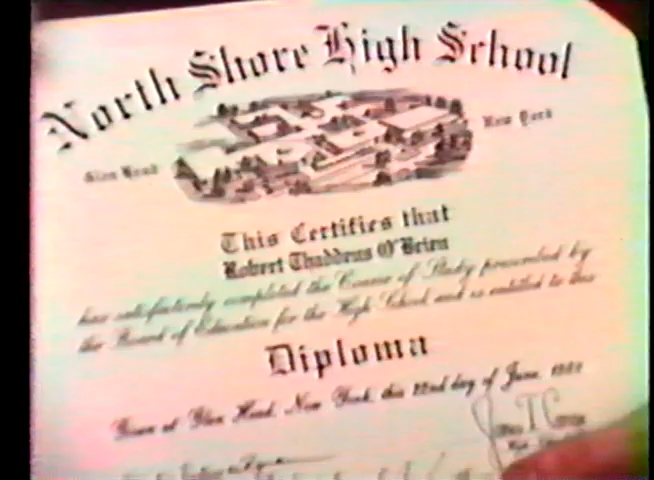 North Shore High School
Glen Head
New York
This Certifies that
Robert Thaddeus O'Brien
has satisfactorily completed the Course of Study prescribed by
the Board of Education for the High School and is entitled to this
Diploma
Given at Glen Head, New York, this 22nd day of June,